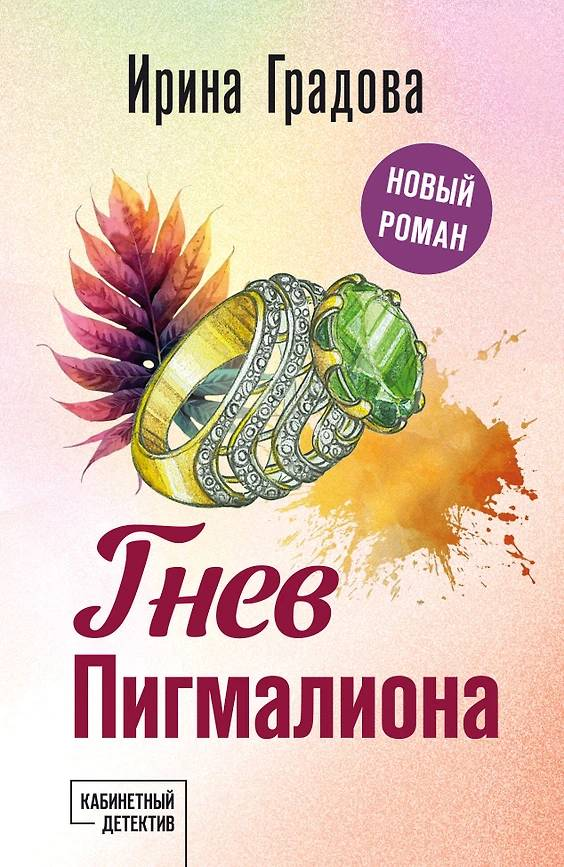 Ирина Градова
НОВЫЙ
РОМАН
Гнев
Пигмалиона
КАБИНЕТНЫЙ
ДЕТЕКТИВ